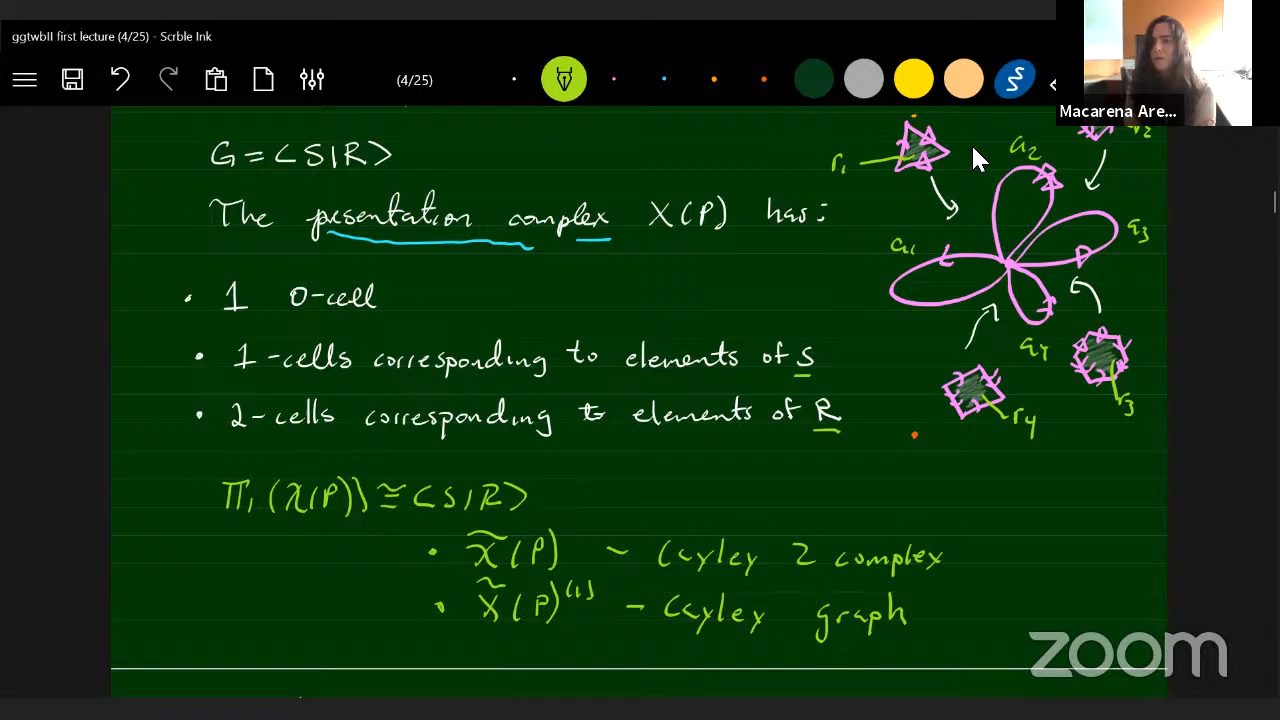 ggtwbII first lecture (4/25) - Scrble Ink
(4/25)
Macarena Are...
G = <S|R>
The presentation complex X(P) has:
• 1 0-cell
• 1-cells corresponding to elements of S
• 2-cells corresponding to elements of R
r1
r2
a2
a3
a1
a4
r3
r4
π1(X(P)) ≅ <S|R>
• X̃(P) ~ Cayley 2 complex
• X̃(P)^(1) - Cayley graph
zoom